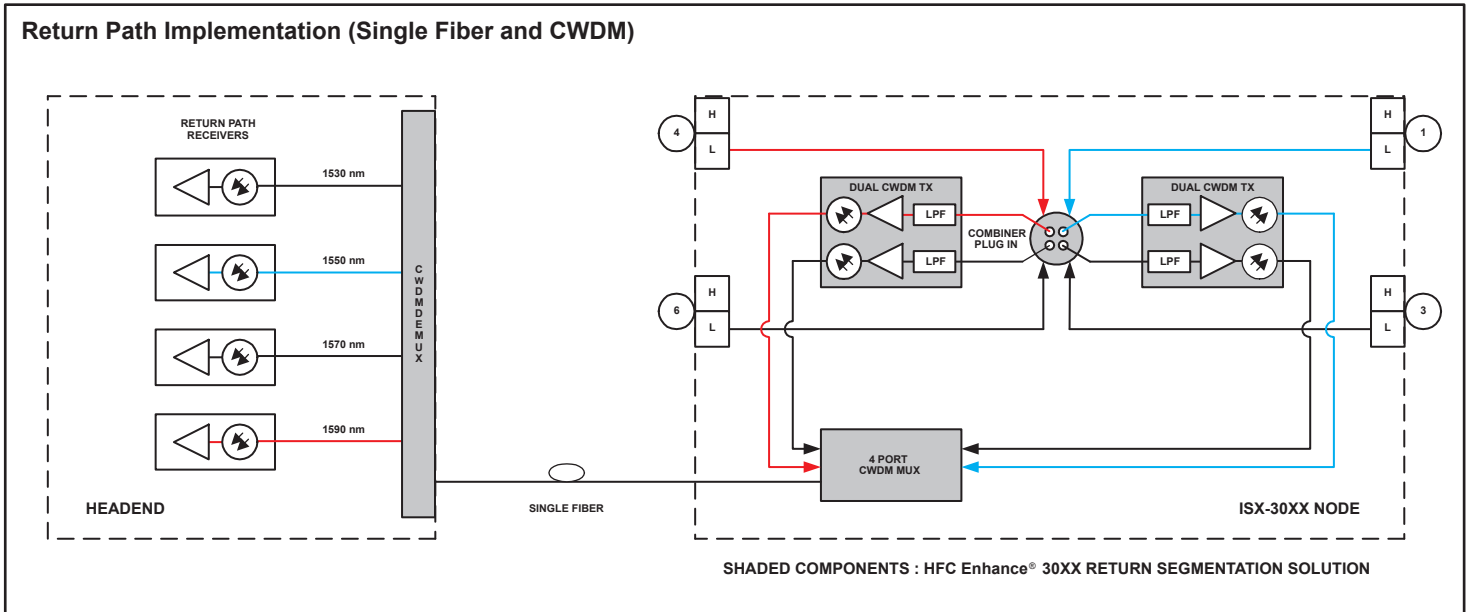 Return Path Implementation (Single Fiber and CWDM)
RETURN PATH
RECEIVERS
1530 nm
1550 nm
1570 nm
1590 nm
CWDMDEMUX
HEADEND
SINGLE FIBER
4
H
L
6
H
L
DUAL CWDM TX
LPF
LPF
COMBINER
PLUG IN
DUAL CWDM TX
LPF
LPF
H
L
1
H
L
3
4 PORT
CWDM MUX
ISX-30XX NODE
SHADED COMPONENTS : HFC Enhance® 30XX RETURN SEGMENTATION SOLUTION